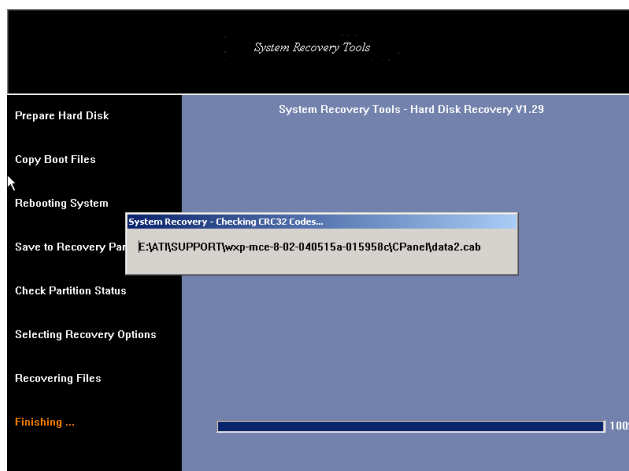 System Recovery Tools
System Recovery Tools - Hard Disk Recovery V1.29
Prepare Hard Disk
Copy Boot Files
Rebooting System
System Recovery - Checking CRC32 Codes...
Save to Recovery Par
E:\ATI\SUPPORT\wxp-mce-8-02-040515a-015958c\CPanel\data2.cab
Check Partition Status
Selecting Recovery Options
Recovering Files
Finishing ...
100%